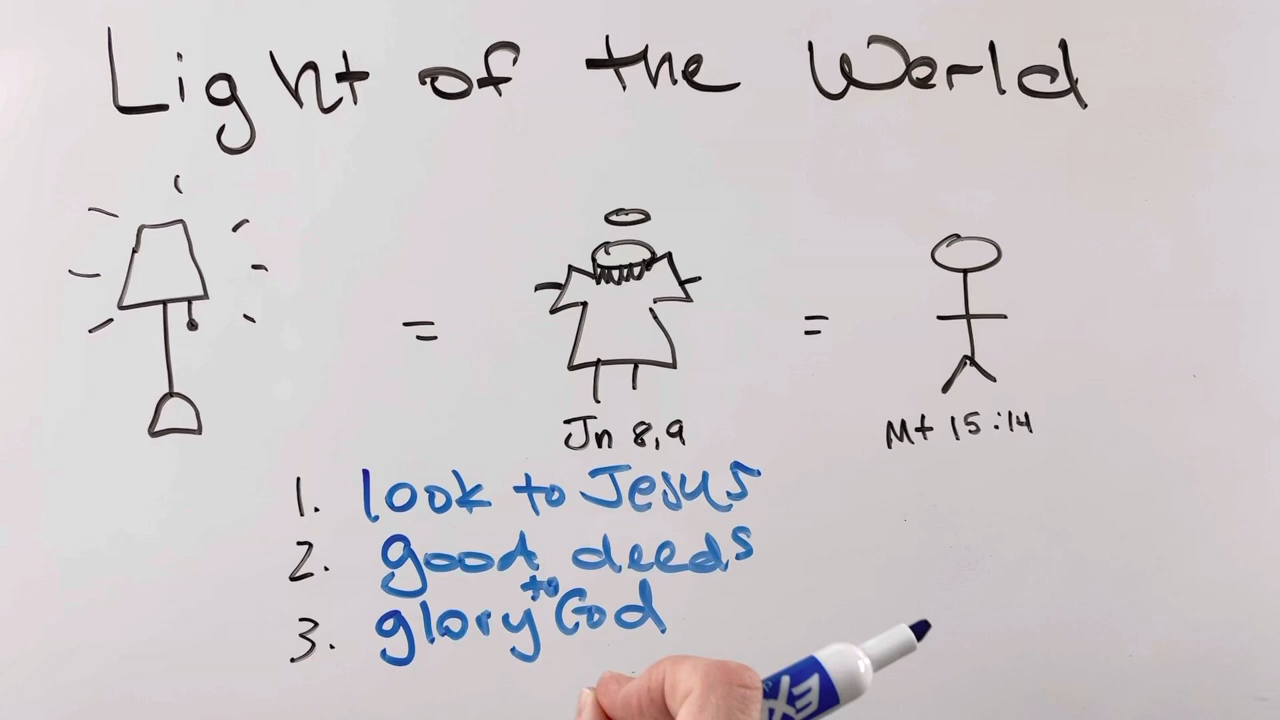 Light of the World
=
=
Jn 8,9
Mt 15:14
1. look to Jesus
2. good deeds
3. glory to God
EXP